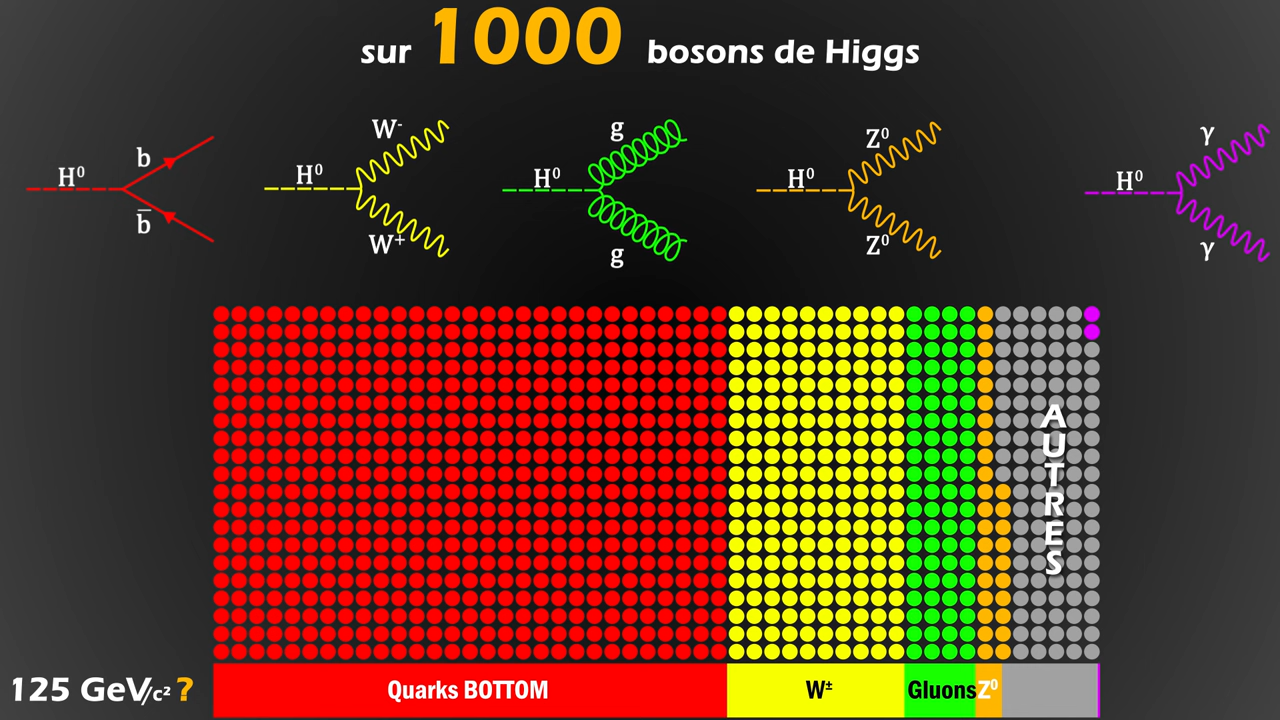 sur 1000 bosons de Higgs
H⁰ b b̄
H⁰ W⁻ W⁺
H⁰ g g
H⁰ Z⁰ Z⁰
H⁰ γ γ
AUTRES
125 GeV/c² ?
Quarks BOTTOM
W±
Gluons
Z⁰